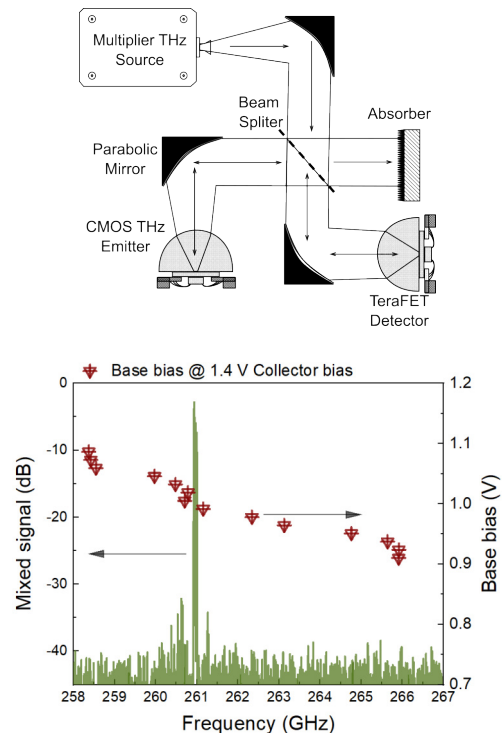 Multiplier THz
Source
Beam
Spliter
Absorber
Parabolic
Mirror
CMOS THz
Emitter
TeraFET
Detector
Base bias @ 1.4 V Collector bias
0
-10
-20
-30
-40
Mixed signal (dB)
1.2
1.1
1.0
0.9
0.8
0.7
Base bias (V)
258 259 260 261 262 263 264 265 266 267
Frequency (GHz)